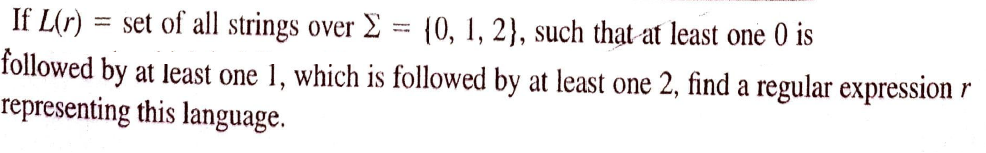 If L(r) = set of all strings over Σ = {0, 1, 2}, such that at least one 0 is
followed by at least one 1, which is followed by at least one 2, find a regular expression r
representing this language.